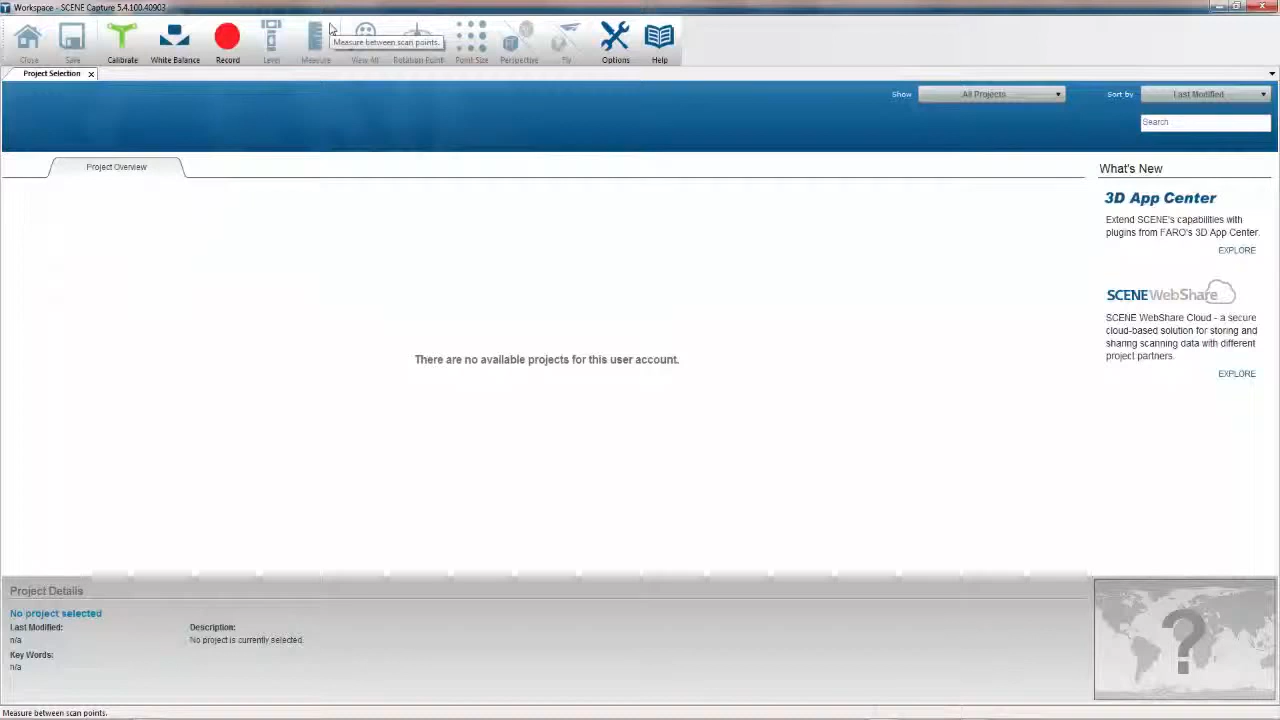 Workspace - SCENE Capture 5.4.100.40903
Close
Save
Calibrate
White Balance
Record
Level
Measure
View All
Rotation Point
Point Size
Perspective
Fly
Options
Help
Measure between scan points.
Project Selection
Show
All Projects
Sort by
Last Modified
Search
Project Overview
What's New
3D App Center
Extend SCENE's capabilities with
plugins from FARO's 3D App Center.
EXPLORE
SCENE WebShare
SCENE WebShare Cloud - a secure
cloud-based solution for storing and
sharing scanning data with different
project partners.
EXPLORE
There are no available projects for this user account.
Project Details
No project selected
Last Modified:
n/a
Description:
No project is currently selected.
Key Words:
n/a
?
Measure between scan points.